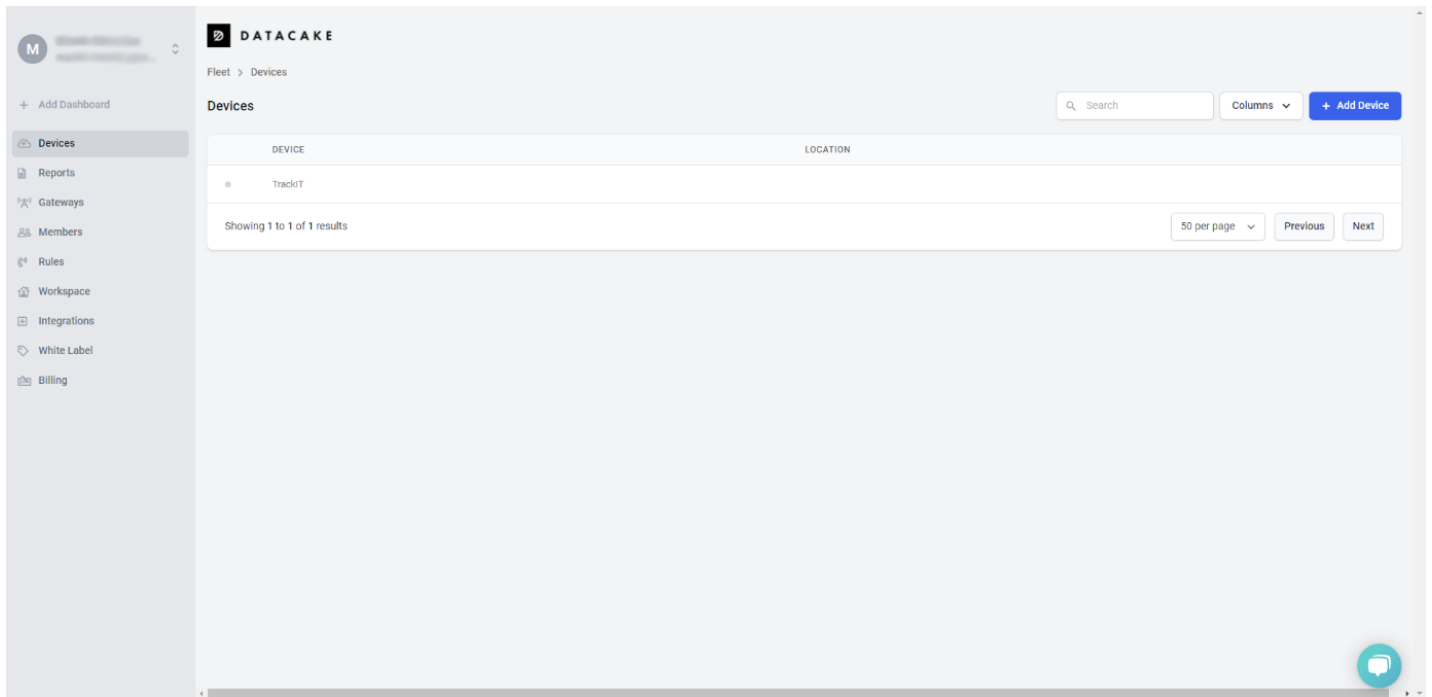 M
DATACAKE
Fleet > Devices
+ Add Dashboard
Devices
Reports
Gateways
Members
Rules
Workspace
Integrations
White Label
Billing
Devices
Search
Columns
+ Add Device
DEVICE LOCATION
TrackIT
Showing 1 to 1 of 1 results
50 per page
Previous
Next